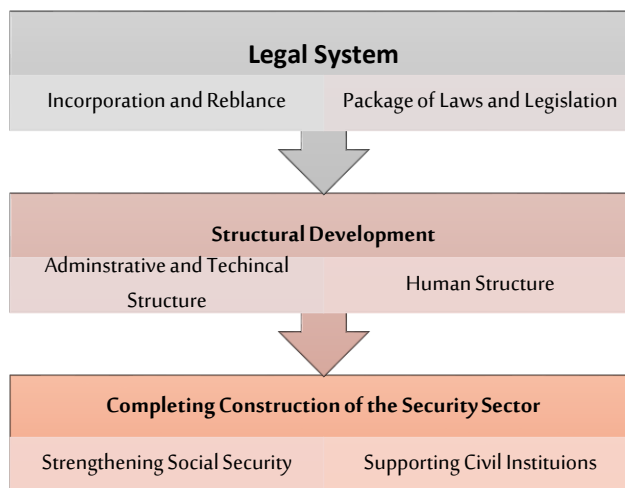 Legal System
Incorporation and Reblance
Package of Laws and Legislation
Structural Development
Adminstrative and Techincal
Structure
Human Structure
Completing Construction of the Security Sector
Strengthening Social Security
Supporting Civil Instituions